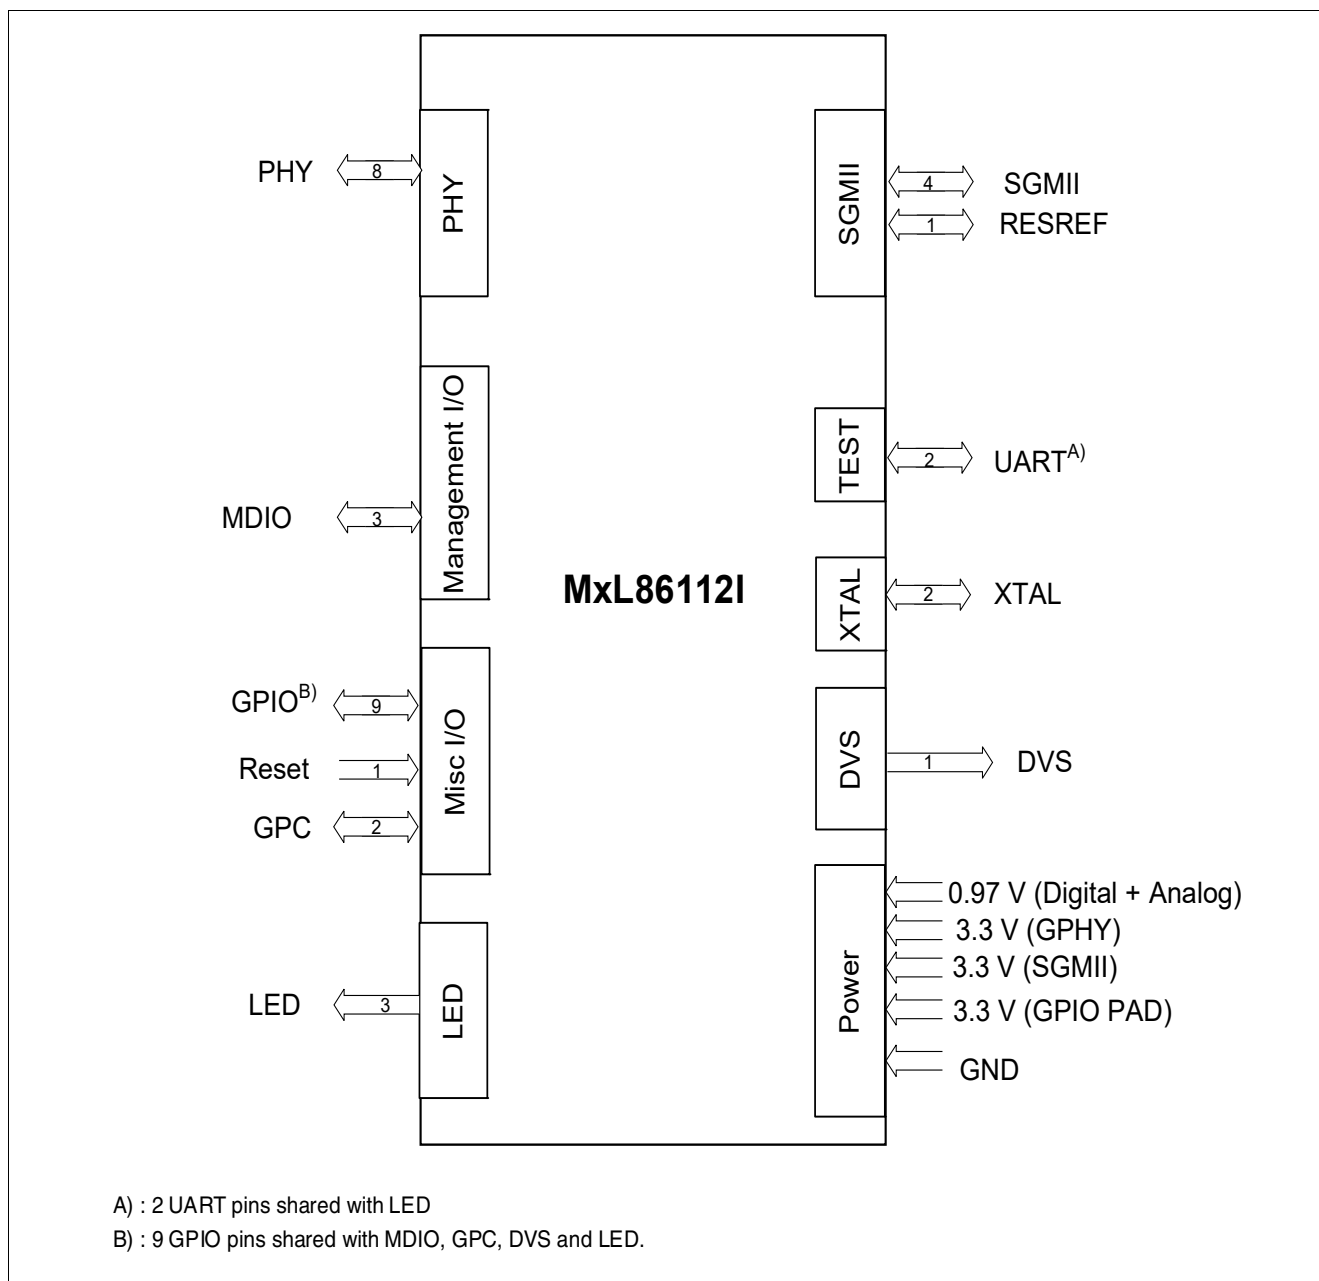 PHY
8
PHY
SGMII
4
SGMII
1
RESREF
MDIO
3
Management I/O
TEST
2
UART^A)
MxL86112I
XTAL
2
XTAL
GPIO^B)
9
Reset
1
GPC
2
Misc I/O
DVS
1
DVS
LED
3
LED
Power
0.97 V (Digital + Analog)
3.3 V (GPHY)
3.3 V (SGMII)
3.3 V (GPIO PAD)
GND
A) : 2 UART pins shared with LED
B) : 9 GPIO pins shared with MDIO, GPC, DVS and LED.